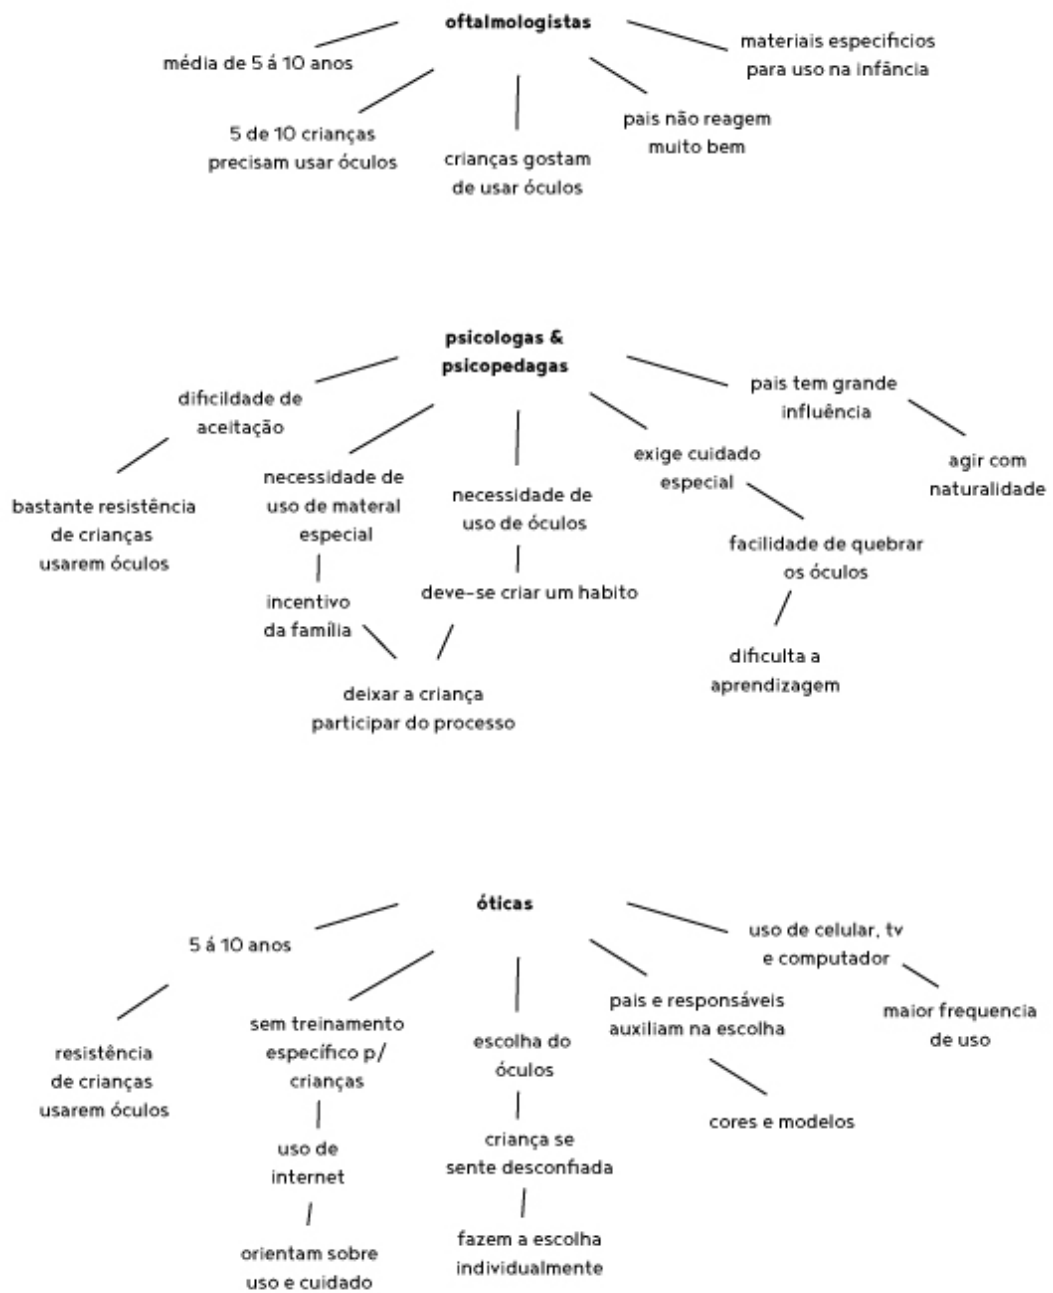 oftalmologistas
média de 5 á 10 anos
materiais especificios
para uso na infância
5 de 10 crianças
precisam usar óculos
crianças gostam
de usar óculos
pais não reagem
muito bem
psicologas &
psicopedagas
dificildade de
aceitação
bastante resistência
de crianças
usarem óculos
necessidade de
uso de materal
especial
incentivo
da família
necessidade de
uso de óculos
deve-se criar um habito
deixar a criança
participar do processo
exige cuidado
especial
facilidade de quebrar
os óculos
dificulta a
aprendizagem
pais tem grande
influência
agir com
naturalidade
óticas
5 á 10 anos
resistência
de crianças
usarem óculos
sem treinamento
específico p/
crianças
uso de
internet
orientam sobre
uso e cuidado
escolha do
óculos
criança se
sente desconfiada
fazem a escolha
individualmente
pais e responsáveis
auxiliam na escolha
cores e modelos
uso de celular, tv
e computador
maior frequencia
de uso